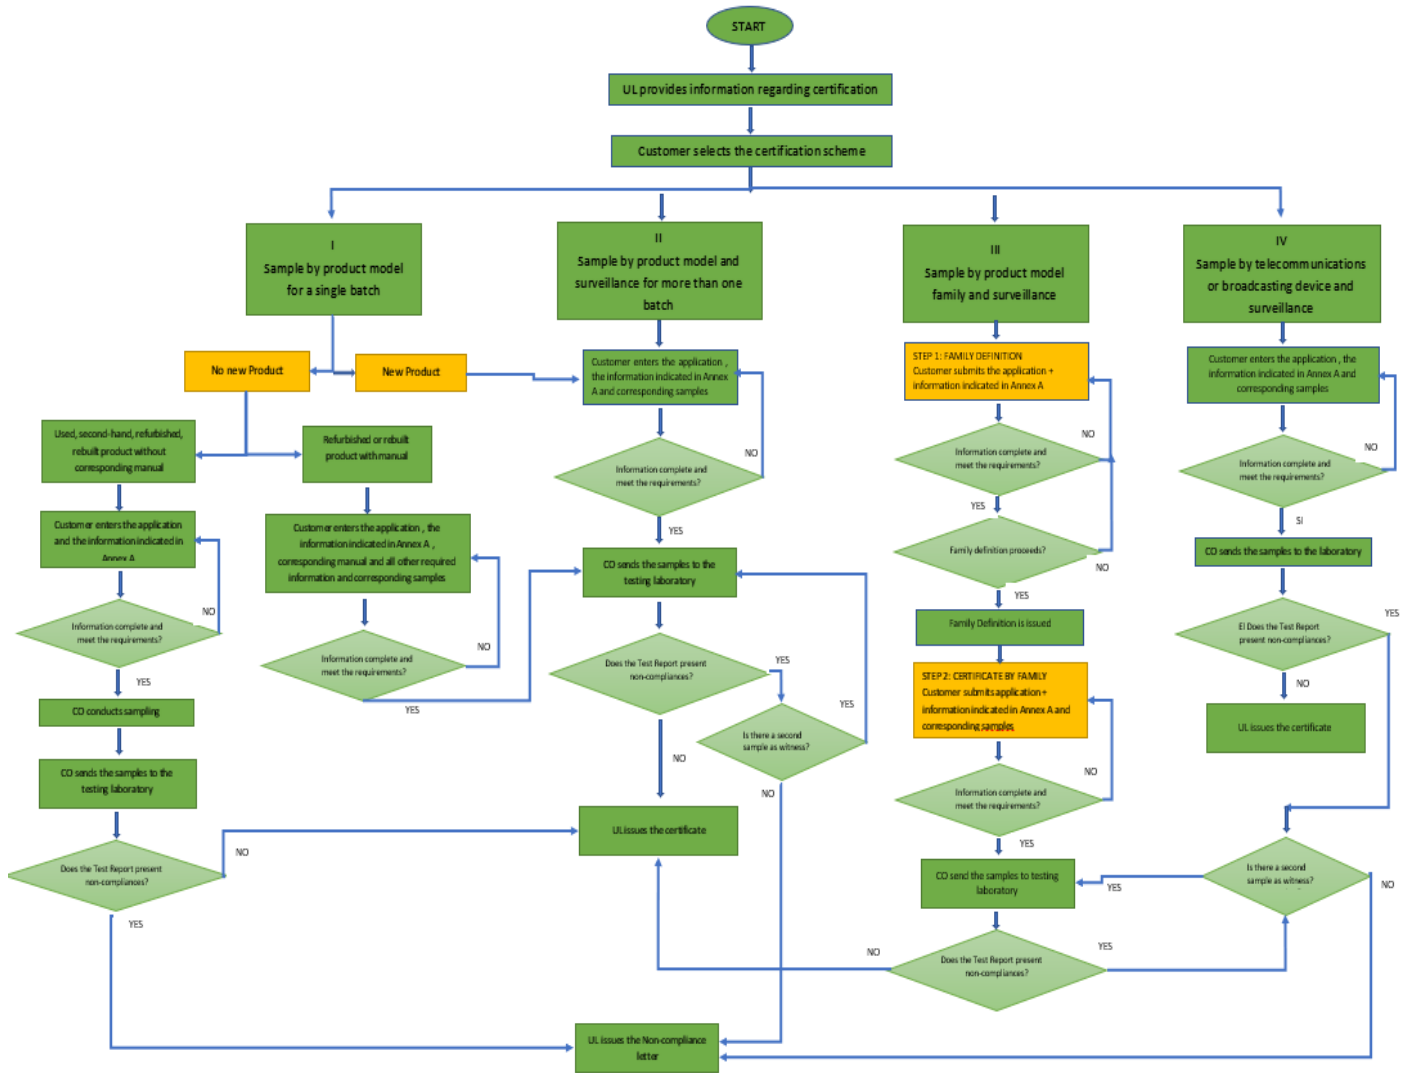 START
UL provides information regarding certification
Customer selects the certification scheme
I
Sample by product model
for a single batch
II
Sample by product model and
surveillance for more than one
batch
III
Sample by product model
family and surveillance
IV
Sample by telecommunications
or broadcasting device and
surveillance
No new Product
New Product
Customer enters the application , 
the information indicated in Annex
A and corresponding samples
STEP 1: FAMILY DEFINITION
Customer submits the application +
information indicated in Annex A
Customer enters the application , the
information indicated in Annex A and
corresponding samples
Used, second-hand, refurbished,
rebuilt product without
corresponding manual
Refurbished or rebuilt
product with manual
Information complete and
meet the requirements?
NO
YES
Information complete and
meet the requirements?
NO
YES
Information complete and
meet the requirements?
NO
SI
Customer enters the application
and the information indicated in
Annex A
Customer enters the application , the
information indicated in Annex A ,
corresponding manual and all other required
information and corresponding samples
CO sends the samples to the
testing laboratory
Family definition proceeds?
NO
YES
CO sends the samples to the laboratory
Information complete and
meet the requirements?
NO
YES
Information complete and
meet the requirements?
NO
YES
Does the Test Report present
non-compliances?
YES
NO
Family Definition is issued
El Does the Test Report
present non-compliances?
YES
NO
CO conducts sampling
Is there a second
sample as witness?
YES
NO
STEP 2: CERTIFICATE BY FAMILY
Customer submits application+
information indicated in Annex A and
corresponding samples
UL issues the certificate
CO sends the samples to the
testing laboratory
Information complete and
meet the requirements?
NO
YES
Does the Test Report present
non-compliances?
NO
YES
UL issues the certificate
CO send the samples to testing
laboratory
Is there a second
sample as witness?
YES
NO
Does the Test Report present
non-compliances?
NO
YES
UL issues the Non-compliance
letter